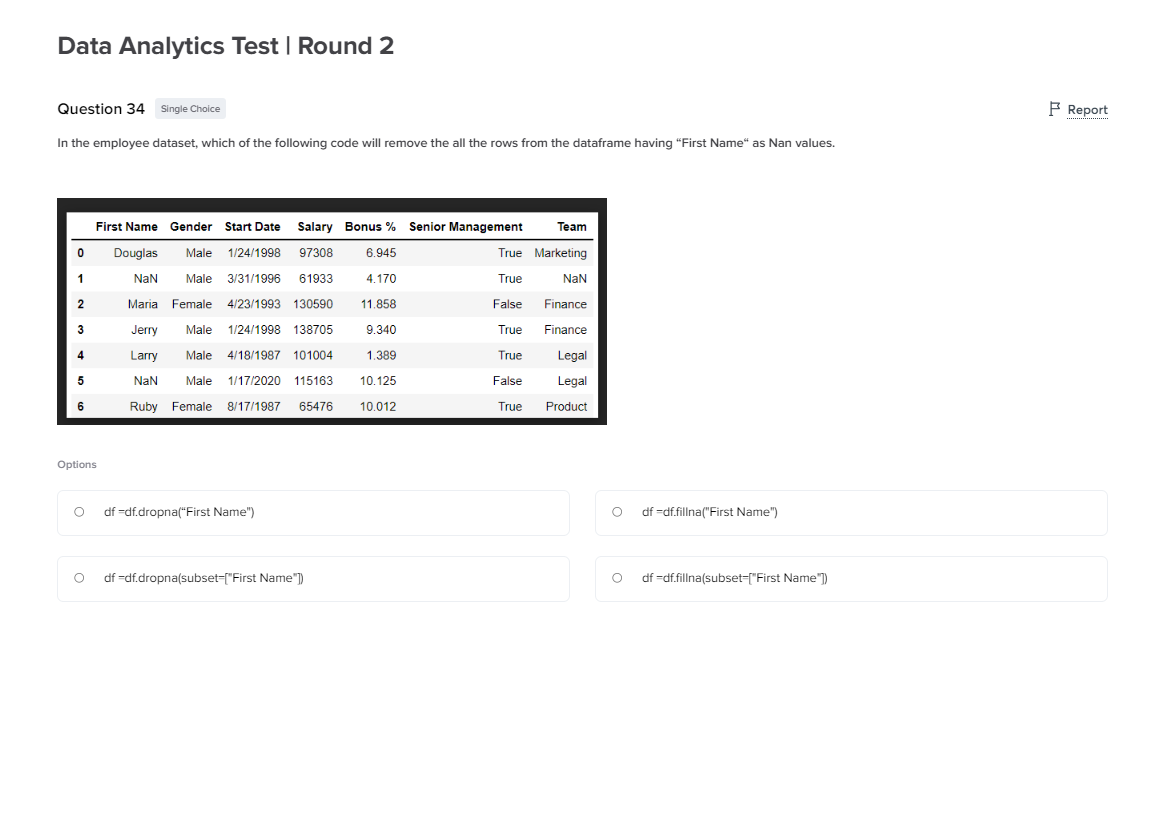 Data Analytics Test | Round 2
Question 34 Single Choice Report
In the employee dataset, which of the following code will remove the all the rows from the dataframe having “First Name“ as Nan values.
First Name Gender Start Date Salary Bonus % Senior Management Team
0 Douglas Male 1/24/1998 97308 6.945 True Marketing
1 NaN Male 3/31/1996 61933 4.170 True NaN
2 Maria Female 4/23/1993 130590 11.858 False Finance
3 Jerry Male 1/24/1998 138705 9.340 True Finance
4 Larry Male 4/18/1987 101004 1.389 True Legal
5 NaN Male 1/17/2020 115163 10.125 False Legal
6 Ruby Female 8/17/1987 65476 10.012 True Product
Options
df =df.dropna(“First Name")
df =df.fillna("First Name")
df =df.dropna(subset=["First Name"])
df =df.fillna(subset=["First Name"])